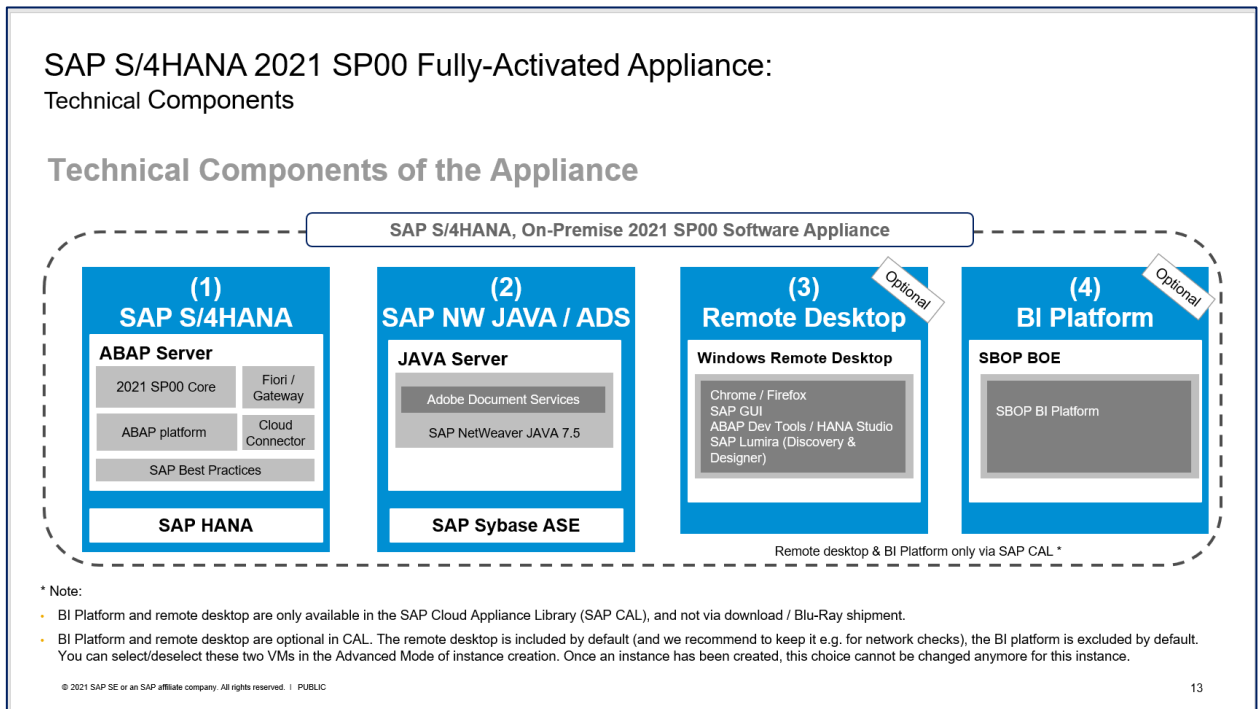 SAP S/4HANA 2021 SP00 Fully-Activated Appliance:
Technical Components
Technical Components of the Appliance
SAP S/4HANA, On-Premise 2021 SP00 Software Appliance
(1)
SAP S/4HANA
ABAP Server
2021 SP00 Core
Fiori /
Gateway
ABAP platform
Cloud
Connector
SAP Best Practices
SAP HANA
(2)
SAP NW JAVA / ADS
JAVA Server
Adobe Document Services
SAP NetWeaver JAVA 7.5
SAP Sybase ASE
(3)
Remote Desktop
Optional
Windows Remote Desktop
Chrome / Firefox
SAP GUI
ABAP Dev Tools / HANA Studio
SAP Lumira (Discovery &
Designer)
(4)
BI Platform
Optional
SBOP BOE
SBOP BI Platform
Remote desktop & BI Platform only via SAP CAL *
* Note:
• BI Platform and remote desktop are only available in the SAP Cloud Appliance Library (SAP CAL), and not via download / Blu-Ray shipment.
• BI Platform and remote desktop are optional in CAL. The remote desktop is included by default (and we recommend to keep it e.g. for network checks), the BI platform is excluded by default.
You can select/deselect these two VMs in the Advanced Mode of instance creation. Once an instance has been created, this choice cannot be changed anymore for this instance.
© 2021 SAP SE or an SAP affiliate company. All rights reserved. | PUBLIC
13